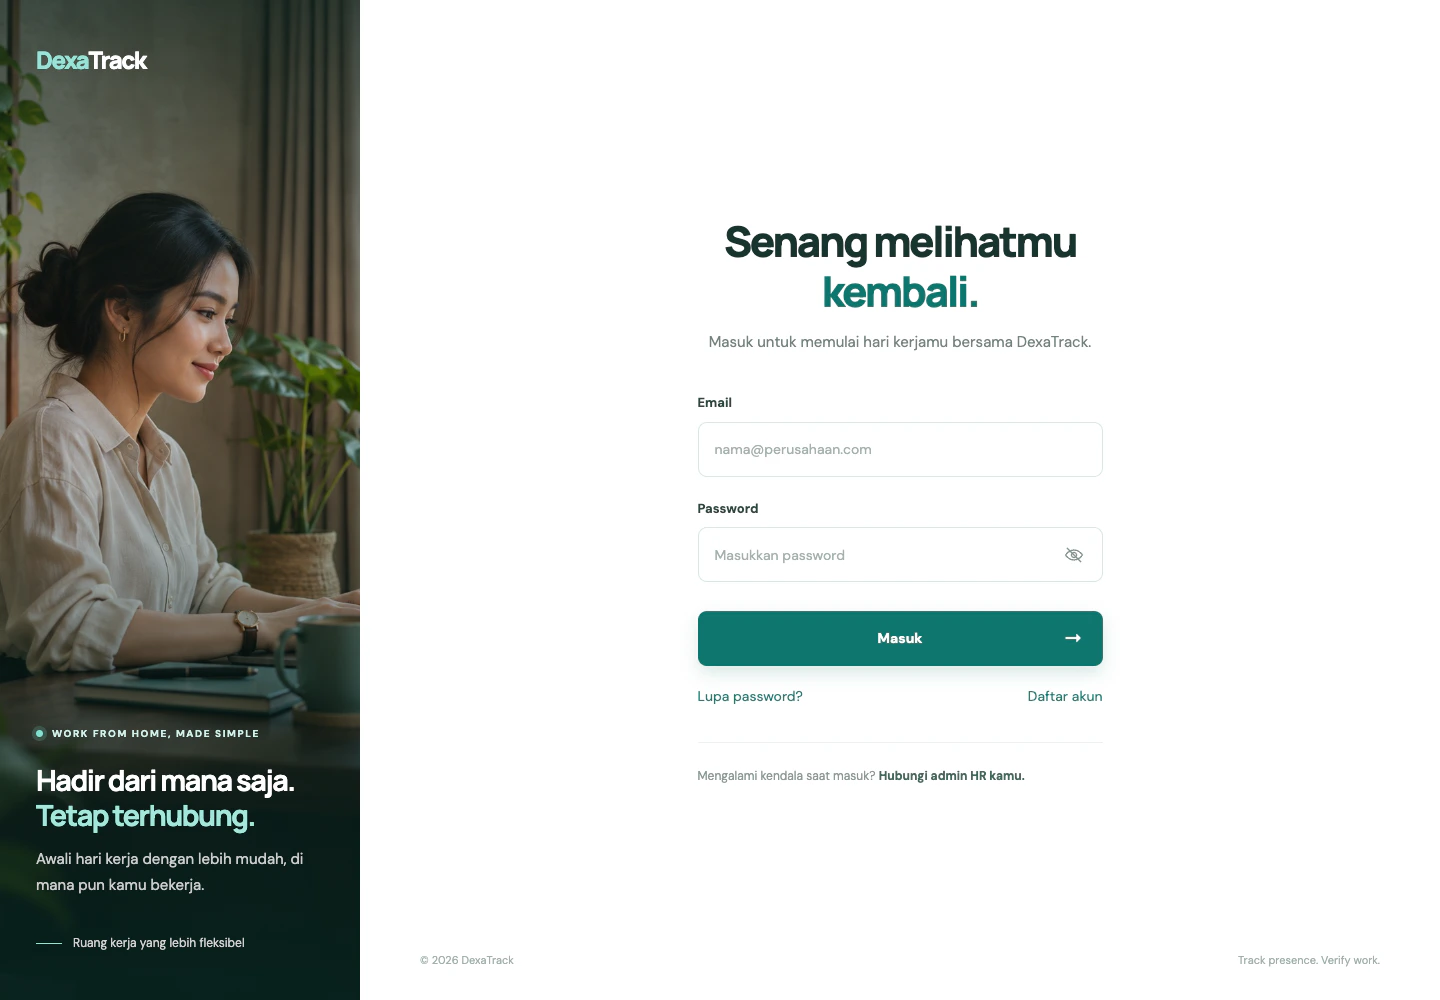 DexaTrack
WORK FROM HOME, MADE SIMPLE
Hadir dari mana saja.
Tetap terhubung.
Awali hari kerja dengan lebih mudah, di
mana pun kamu bekerja.
Ruang kerja yang lebih fleksibel
Senang melihatmu
kembali.
Masuk untuk memulai hari kerjamu bersama DexaTrack.
Email
nama@perusahaan.com
Password
Masukkan password
Masuk →
Lupa password? Daftar akun
Mengalami kendala saat masuk? Hubungi admin HR kamu.
© 2026 DexaTrack Track presence. Verify work.